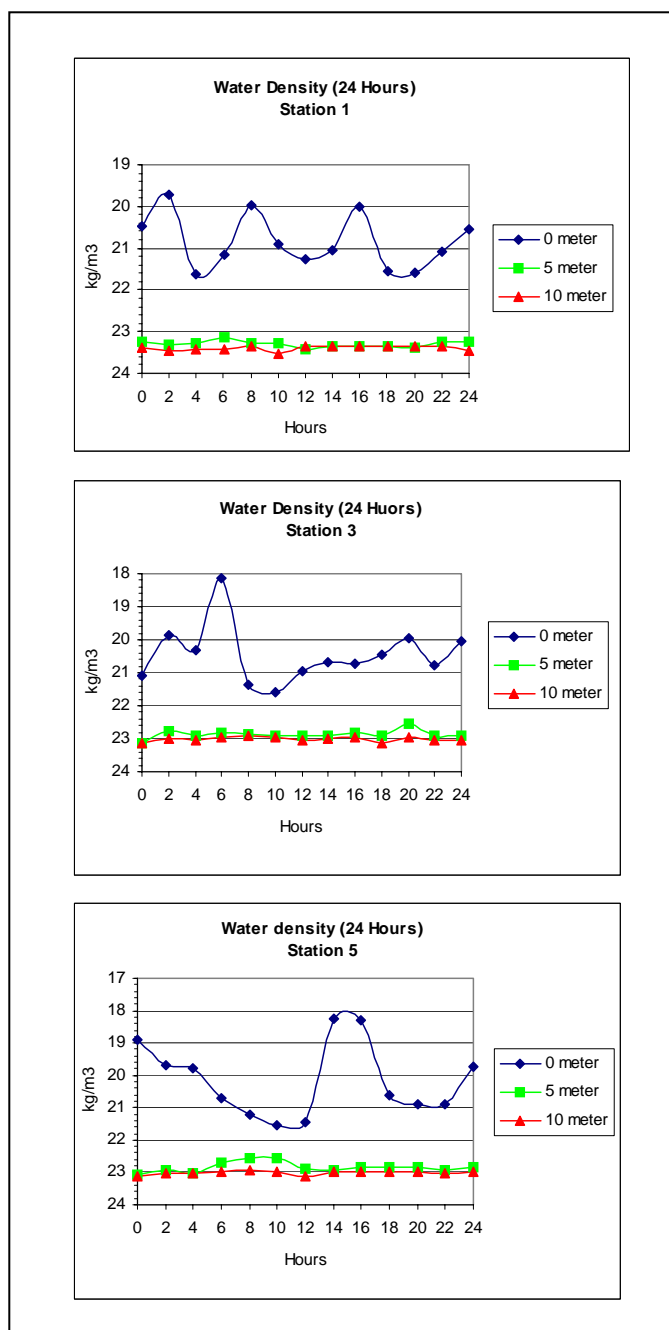 Water Density (24 Hours)
Station 1
19
20
21
22
23
24
kg/m3
0 2 4 6 8 10 12 14 16 18 20 22 24
Hours
0 meter
5 meter
10 meter
Water Density (24 Huors)
Station 3
18
19
20
21
22
23
24
kg/m3
0 2 4 6 8 10 12 14 16 18 20 22 24
Hours
0 meter
5 meter
10 meter
Water density (24 Hours)
Station 5
17
18
19
20
21
22
23
24
kg/m3
0 2 4 6 8 10 12 14 16 18 20 22 24
Hours
0 meter
5 meter
10 meter